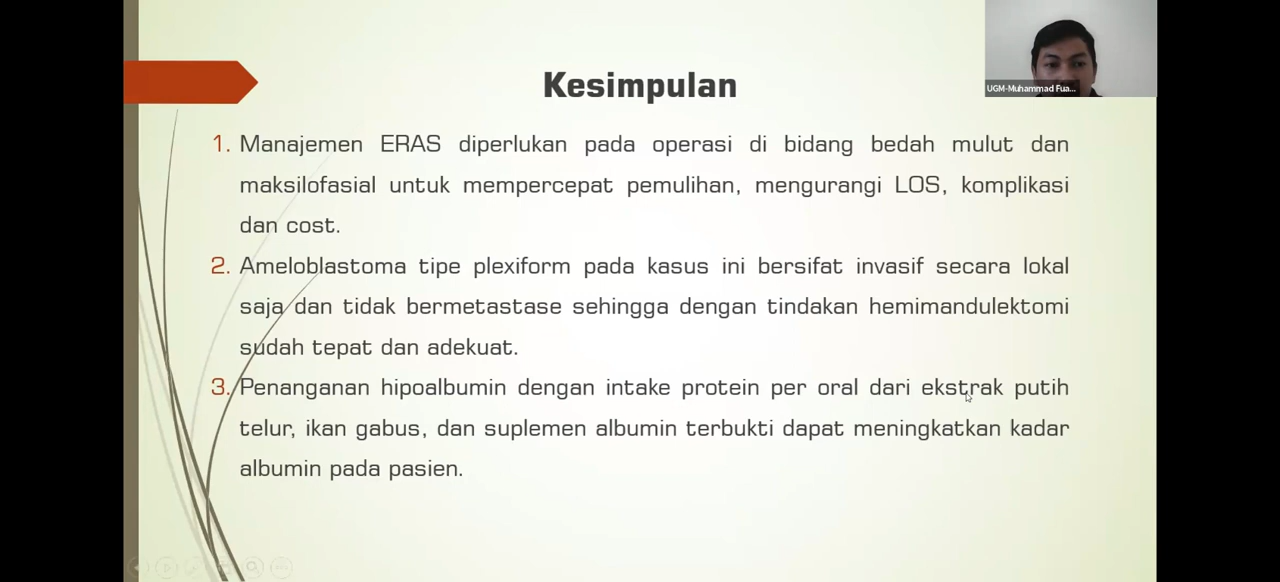 Kesimpulan
UGM-Muhammad Fua...
1. Manajemen ERAS diperlukan pada operasi di bidang bedah mulut dan
maksilofasial untuk mempercepat pemulihan, mengurangi LOS, komplikasi
dan cost.
2. Ameloblastoma tipe plexiform pada kasus ini bersifat invasif secara lokal
saja dan tidak bermetastase sehingga dengan tindakan hemimandulektomi
sudah tepat dan adekuat.
3. Penanganan hipoalbumin dengan intake protein per oral dari ekstrak putih
telur, ikan gabus, dan suplemen albumin terbukti dapat meningkatkan kadar
albumin pada pasien.